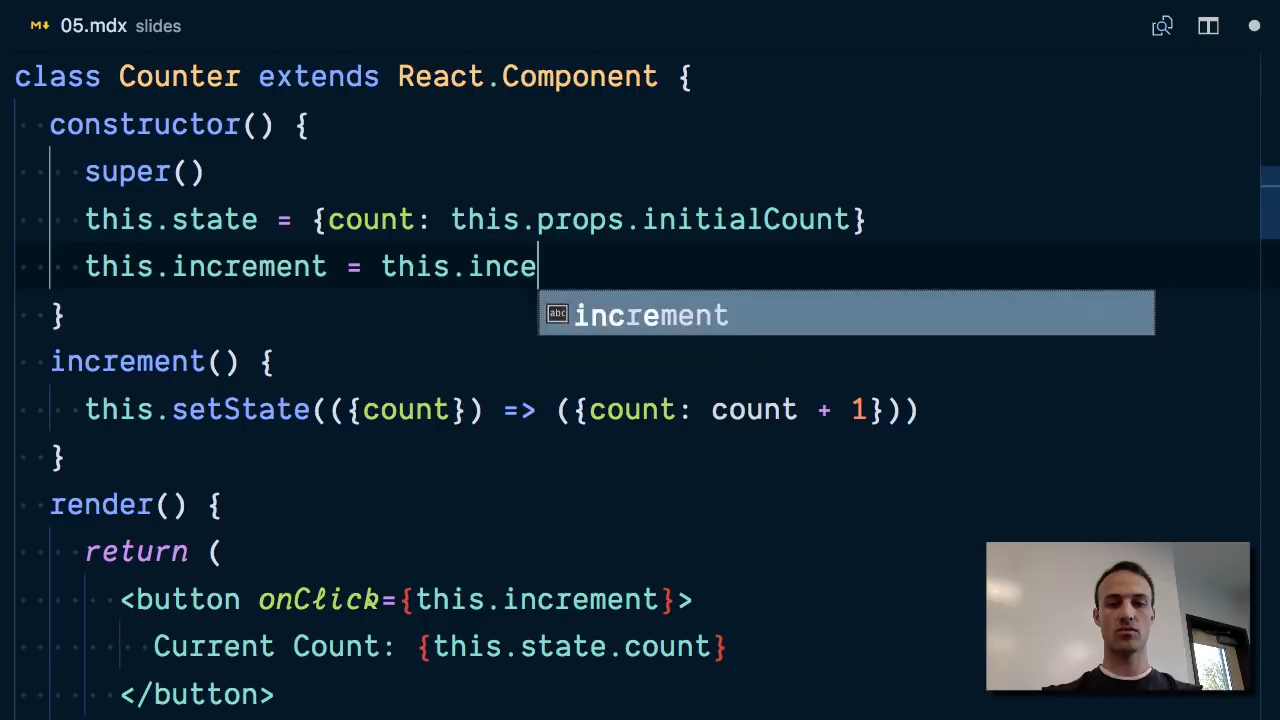 05.mdx slides
class Counter extends React.Component {
constructor() {
super()
this.state = {count: this.props.initialCount}
this.increment = this.ince
}
increment
increment() {
this.setState(({count}) => ({count: count + 1}))
}
render() {
return (
<button onClick={this.increment}>
Current Count: {this.state.count}
</button>